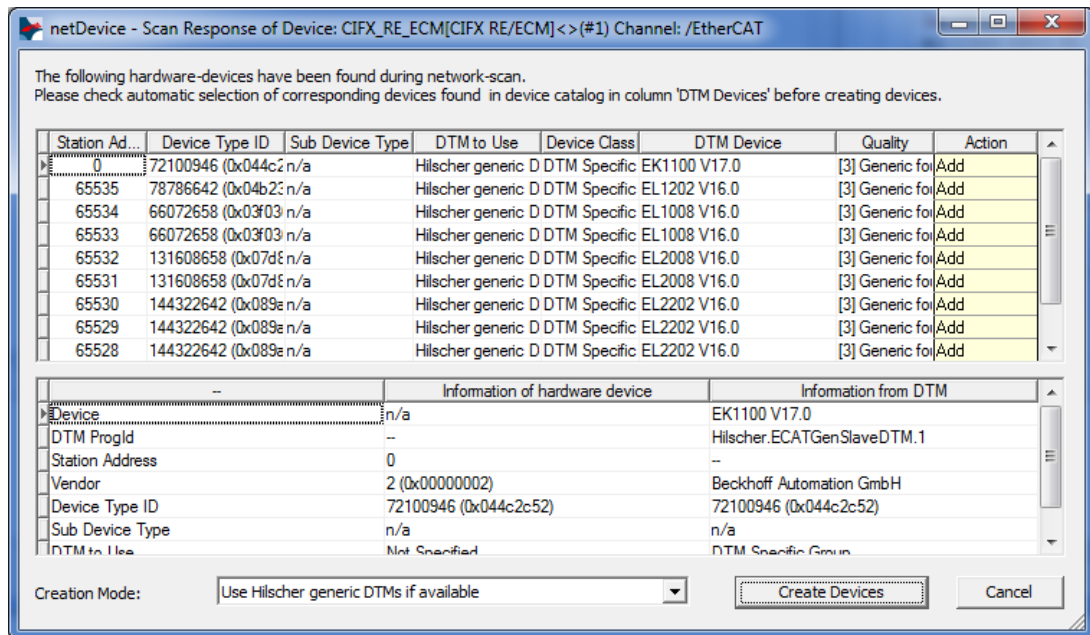 netDevice - Scan Response of Device: CIFX_RE_ECM[CIFX RE/ECM]<>(#1) Channel: /EtherCAT
The following hardware-devices have been found during network-scan.
Please check automatic selection of corresponding devices found in device catalog in column 'DTM Devices' before creating devices.
Station Ad... Device Type ID Sub Device Type DTM to Use Device Class DTM Device Quality Action
0 72100946 (0x044c2 n/a Hilscher generic D DTM Specific EK1100 V17.0 [3] Generic fo Add
65535 78786642 (0x04b23 n/a Hilscher generic D DTM Specific EL1202 V16.0 [3] Generic fo Add
65534 66072658 (0x03f03 n/a Hilscher generic D DTM Specific EL1008 V16.0 [3] Generic fo Add
65533 66072658 (0x03f03 n/a Hilscher generic D DTM Specific EL1008 V16.0 [3] Generic fo Add
65532 131608658 (0x07d8 n/a Hilscher generic D DTM Specific EL2008 V16.0 [3] Generic fo Add
65531 131608658 (0x07d8 n/a Hilscher generic D DTM Specific EL2008 V16.0 [3] Generic fo Add
65530 144322642 (0x089a n/a Hilscher generic D DTM Specific EL2202 V16.0 [3] Generic fo Add
65529 144322642 (0x089a n/a Hilscher generic D DTM Specific EL2202 V16.0 [3] Generic fo Add
65528 144322642 (0x089a n/a Hilscher generic D DTM Specific EL2202 V16.0 [3] Generic fo Add
-- Information of hardware device Information from DTM
Device n/a EK1100 V17.0
DTM ProgId -- Hilscher.ECATGenSlaveDTM.1
Station Address 0 --
Vendor 2 (0x00000002) Beckhoff Automation GmbH
Device Type ID 72100946 (0x044c2c52) 72100946 (0x044c2c52)
Sub Device Type n/a n/a
DTM to Use Not Specified DTM Specific Group
Creation Mode: Use Hilscher generic DTMs if available Create Devices Cancel